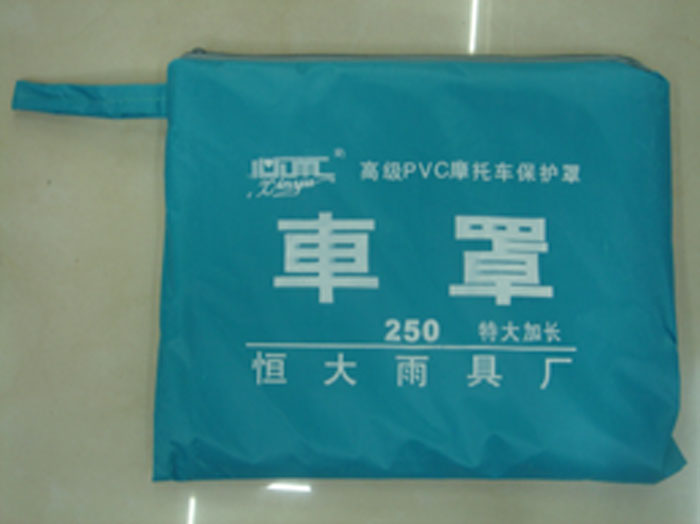 高级PVC摩托车保护罩
車罩
250 特大加长
恒大雨具厂